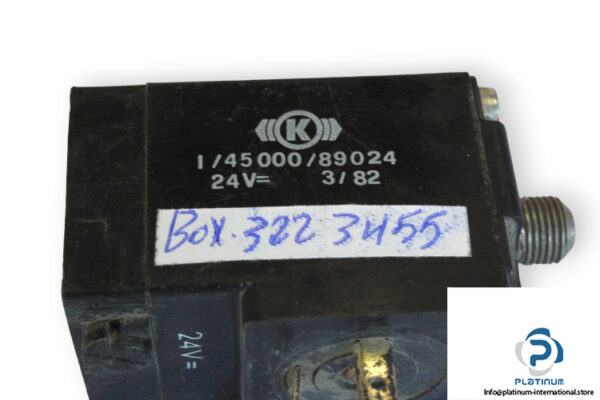 K
I/45000/89024
24V= 3/82
Box. 322 3455
24V=
P
PLATINUM
Info@platinum-international.store